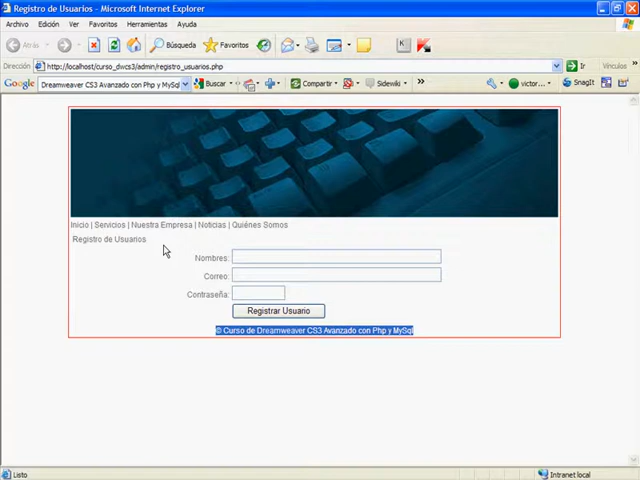 Registro de Usuarios - Microsoft Internet Explorer
Archivo Edición Ver Favoritos Herramientas Ayuda
Atrás Búsqueda Favoritos
Dirección http://localhost/curso_dwcs3/admin/registro_usuarios.php Ir Vínculos
Google Dreamweaver CS3 Avanzado con Php y MySql Buscar Compartir Sidewiki victor... SnagIt
Inicio | Servicios | Nuestra Empresa | Noticias | Quiénes Somos
Registro de Usuarios
Nombres:
Correo:
Contraseña:
Registrar Usuario
© Curso de Dreamweaver CS3 Avanzado con Php y MySql
Listo Intranet local